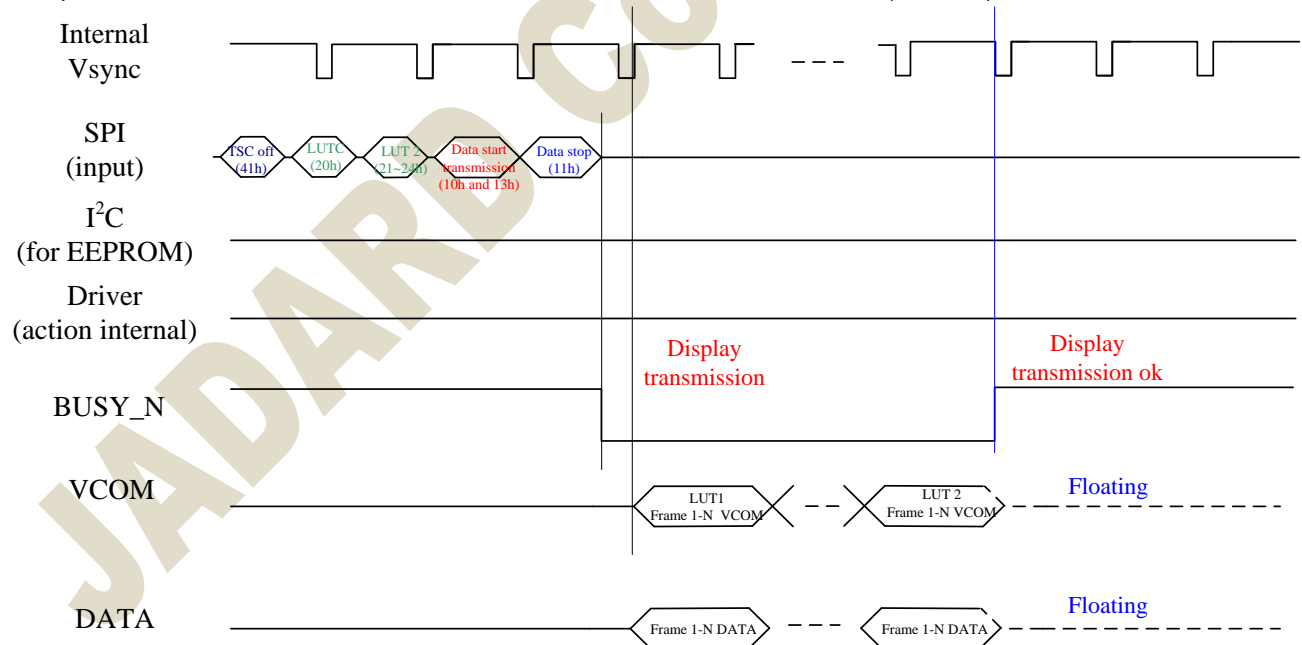 Internal
Vsync
SPI
(input)
TSC off
(41h)
LUTC
(20h)
LUT 2
(21~24h)
Data start
transmission
(10h and 13h)
Data stop
(11h)
I²C
(for EEPROM)
Driver
(action internal)
Display
transmission
Display
transmission ok
BUSY_N
VCOM
LUT1
Frame 1-N VCOM
LUT 2
Frame 1-N VCOM
Floating
DATA
Frame 1-N DATA
Frame 1-N DATA
Floating
JADARD Co